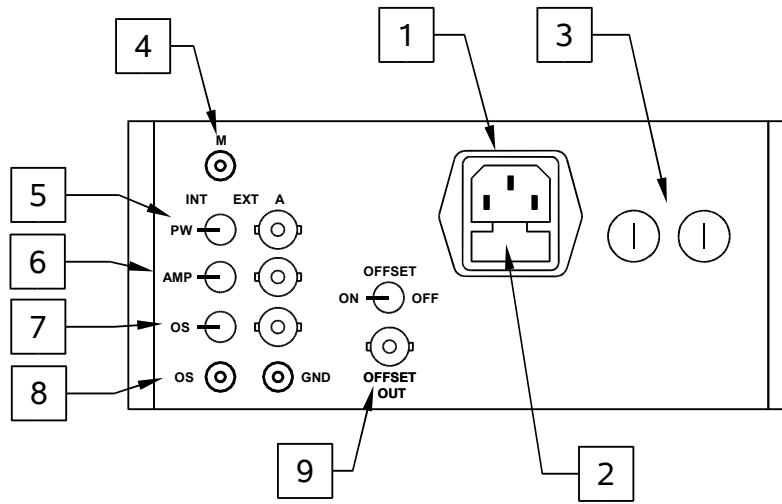 4
1
3
M
5
INT EXT A
PW
6
AMP
OFFSET
ON OFF
7
OS
8
OS GND
OFFSET
OUT
9
2